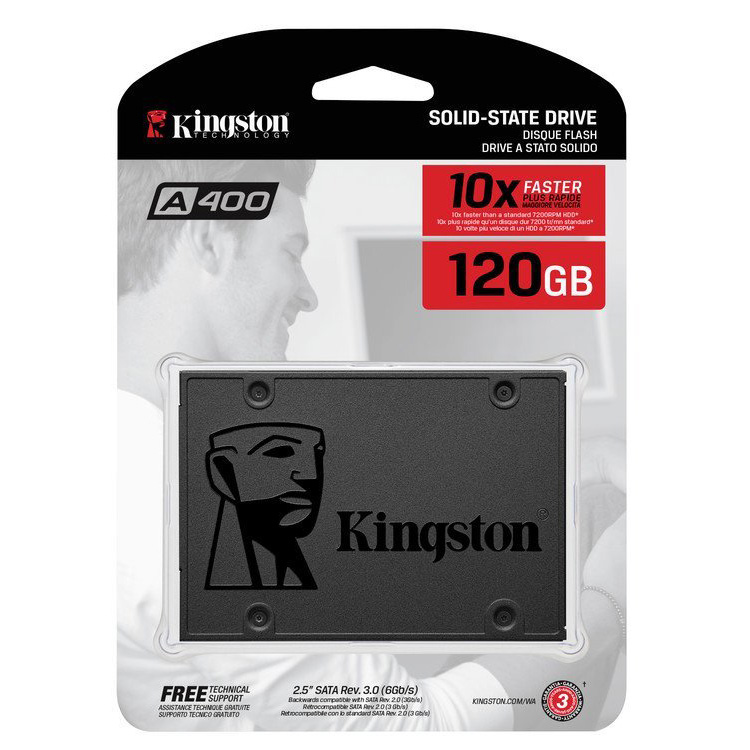 Kingston
TECHNOLOGY
SOLID-STATE DRIVE
DISQUE FLASH
DRIVE A STATO SOLIDO
A400
10x FASTER
PLUS RAPIDE
MAGGIORE VELOCITÀ
10x faster than a standard 7200RPM HDD*
10x plus rapide qu'un disque dur 7200 tr/mn standard*
10 volte più veloce di un HDD a 7200RPM*
120GB
Kingston®
FREE TECHNICAL SUPPORT
ASSISTANCE TECHNIQUE GRATUITE
SUPPORTO TECNICO GRATUITO
2.5" SATA Rev. 3.0 (6Gb/s)
Backwards compatible with SATA Rev. 2.0 (3Gb/s)
Rétrocompatible SATA Rev. 2.0 (3 Gb/s)
Retrocompatibile con lo standard SATA Rev. 2.0 (3 Gb/s)
KINGSTON.COM/WA
3
†